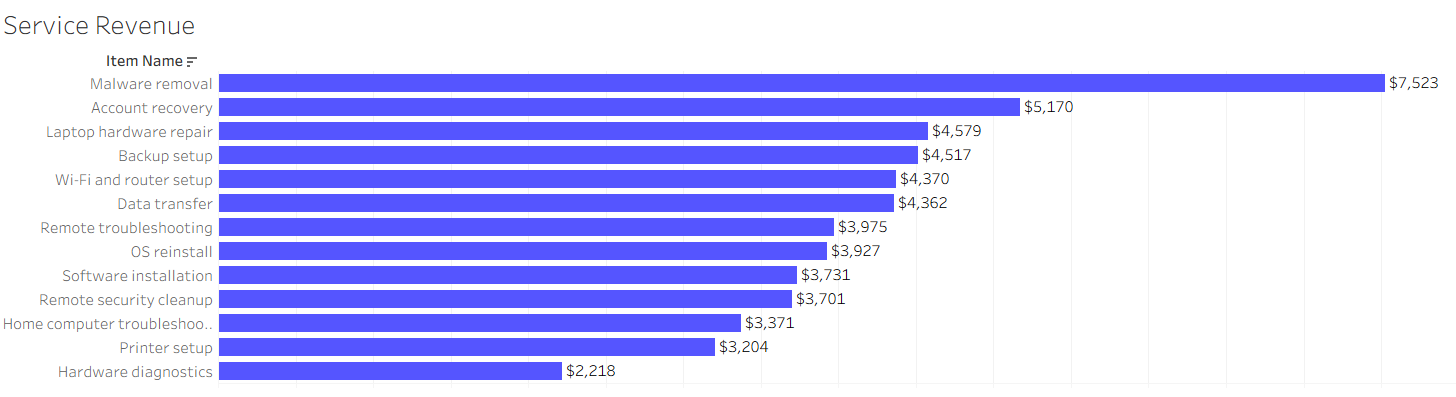 Service Revenue
Item Name
Malware removal $7,523
Account recovery $5,170
Laptop hardware repair $4,579
Backup setup $4,517
Wi-Fi and router setup $4,370
Data transfer $4,362
Remote troubleshooting $3,975
OS reinstall $3,927
Software installation $3,731
Remote security cleanup $3,701
Home computer troubleshoo.. $3,371
Printer setup $3,204
Hardware diagnostics $2,218